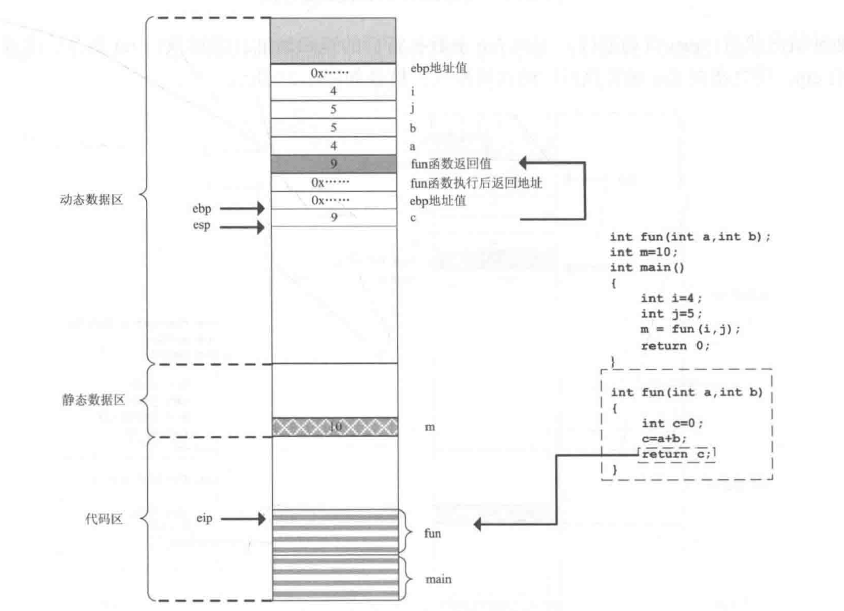 ebp地址值
0x……
4 i
5 j
5 b
4 a
9 fun函数返回值
0x…… fun函数执行后返回地址
0x…… ebp地址值
9 c
动态数据区
ebp
esp
静态数据区
10 m
代码区
eip
fun
main
int fun(int a,int b);
int m=10;
int main()
{
int i=4;
int j=5;
m = fun(i,j);
return 0;
}
int fun(int a,int b)
{
int c=0;
c=a+b;
return c;
}